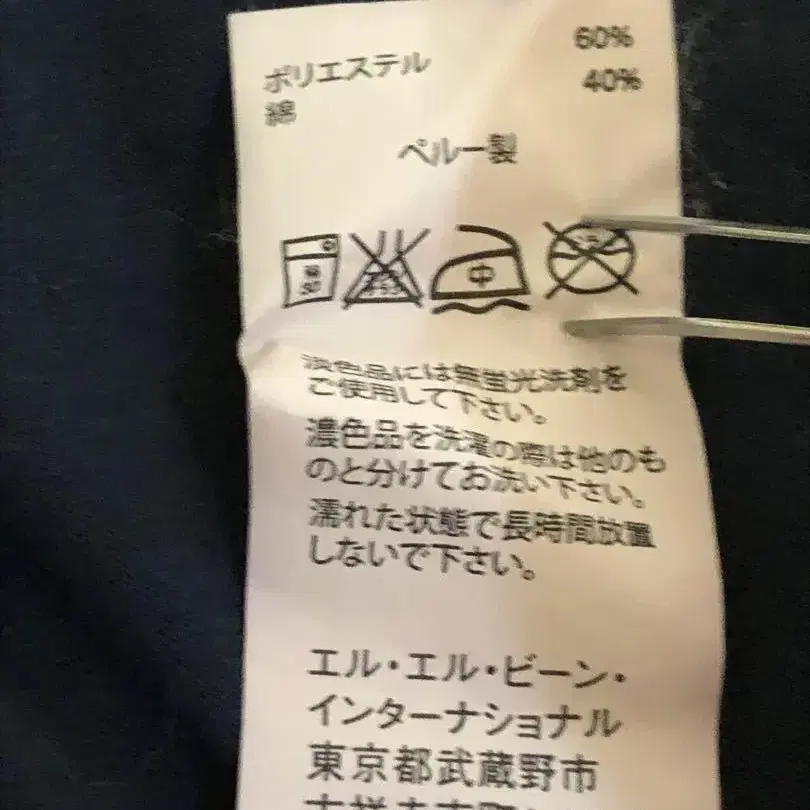 ポリエステル 60%
綿 40%
ペルー製
中
淡色品には無蛍光洗剤を
ご使用して下さい。
濃色品を洗濯の際は他のも
のと分けてお洗い下さい。
濡れた状態で長時間放置
しないで下さい。
エル・エル・ビーン・
インターナショナル
東京都武蔵野市